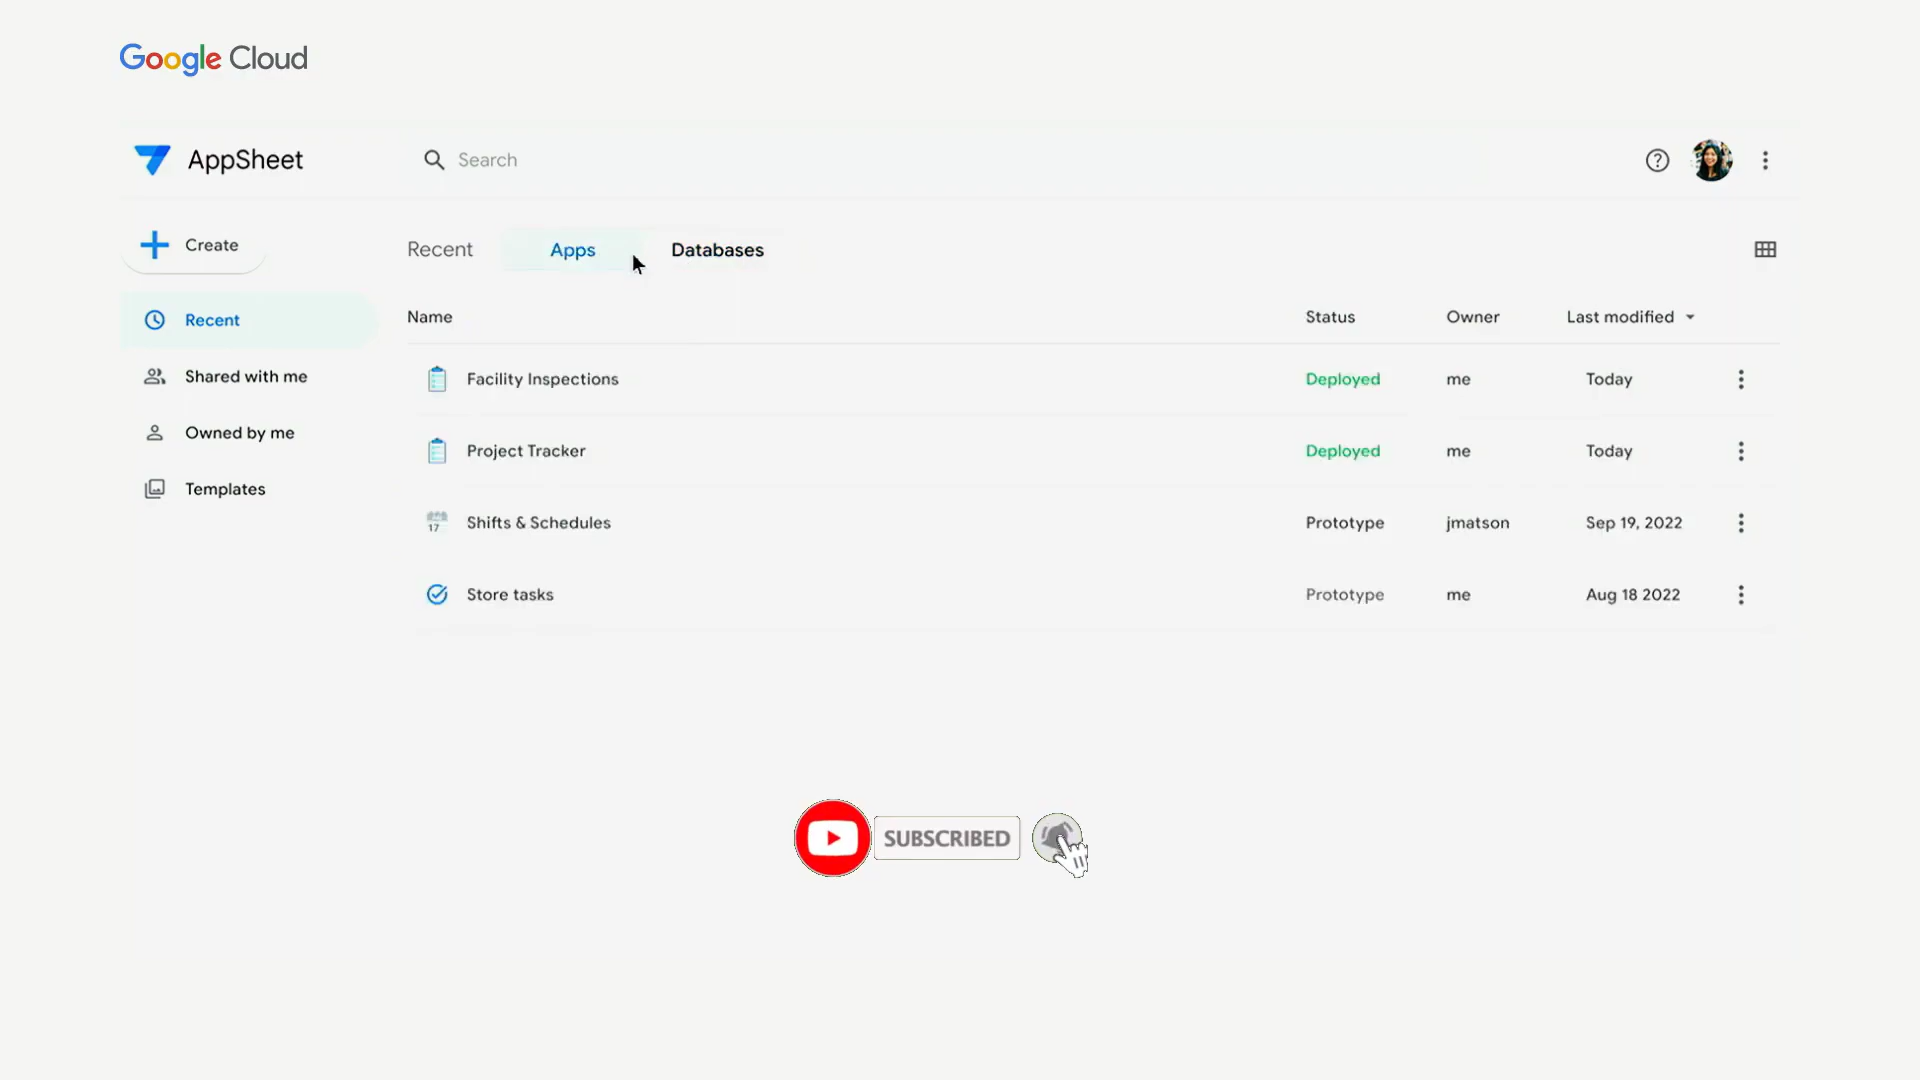 Google Cloud
AppSheet
Search
Create
Recent
Shared with me
Owned by me
Templates
Recent Apps Databases
Name Status Owner Last modified
Facility Inspections Deployed me Today
Project Tracker Deployed me Today
17 Shifts & Schedules Prototype jmatson Sep 19, 2022
Store tasks Prototype me Aug 18 2022
SUBSCRIBED